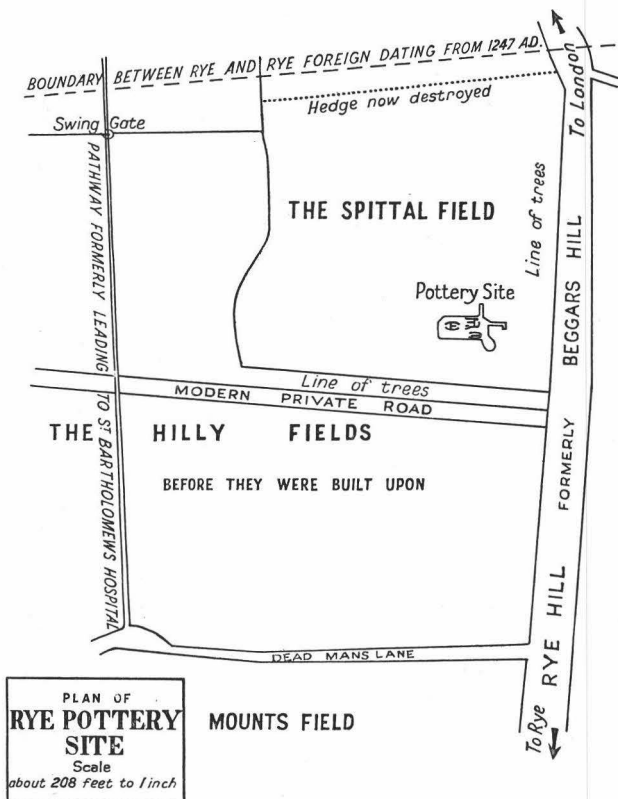 BOUNDARY BETWEEN RYE AND RYE FOREIGN DATING FROM 1247 AD.
To London
Hedge now destroyed
Swing Gate
PATHWAY FORMERLY LEADING TO ST. BARTHOLOMEWS HOSPITAL
THE SPITTAL FIELD
Line of trees
Pottery Site
RYE HILL FORMERLY BEGGARS HILL
Line of trees
MODERN PRIVATE ROAD
THE HILLY FIELDS
BEFORE THEY WERE BUILT UPON
DEAD MANS LANE
PLAN OF
RYE POTTERY
SITE
Scale
about 208 feet to 1 inch
MOUNTS FIELD
To Rye